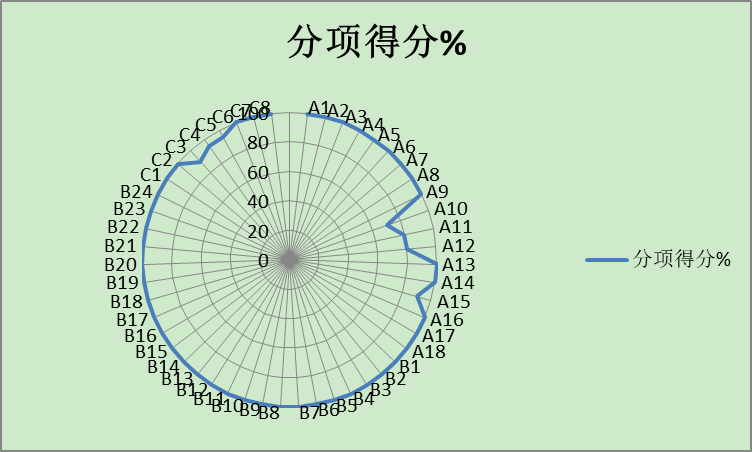 分项得分%
100
80
60
40
20
0
A1
A2
A3
A4
A5
A6
A7
A8
A9
A10
A11
A12
A13
A14
A15
A16
A17
A18
B1
B2
B3
B4
B5
B6
B7
B8
B9
B10
B11
B12
B13
B14
B15
B16
B17
B18
B19
B20
B21
B22
B23
B24
C1
C2
C3
C4
C5
C6
C7
C8
分项得分%